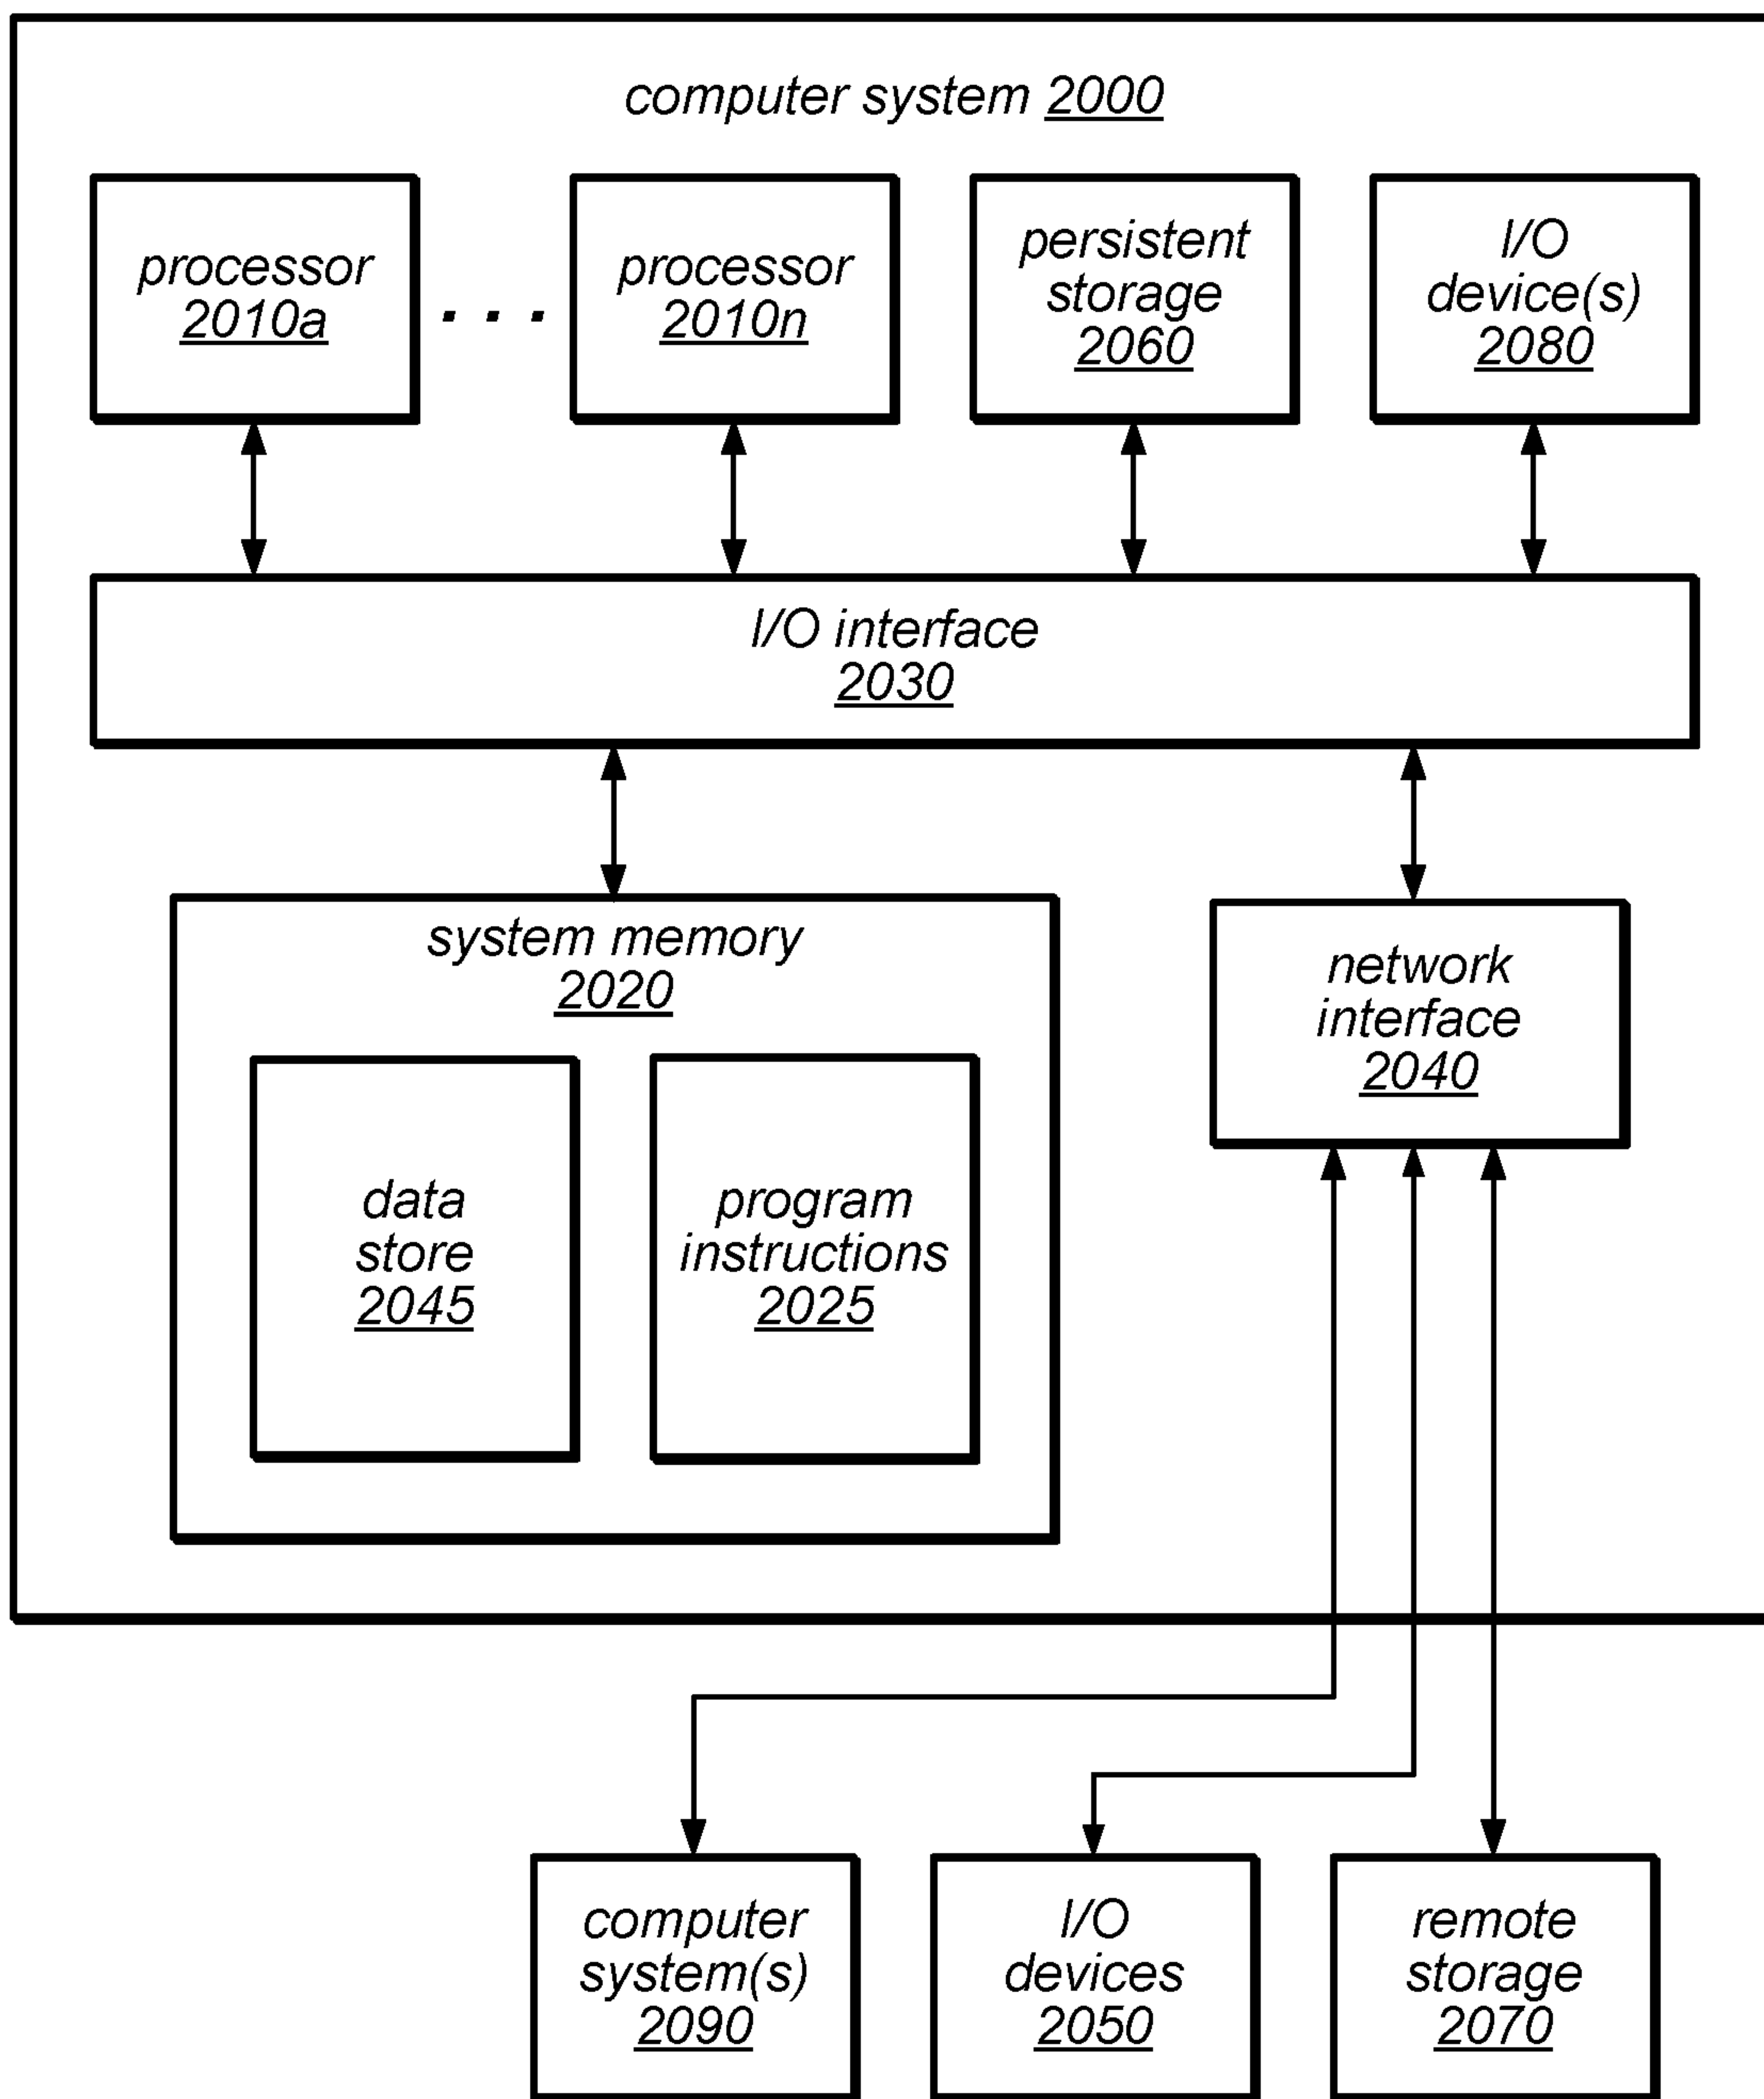 computer system 2000
processor
2010a
. . .
processor
2010n
persistent
storage
2060
I/O
device(s)
2080
I/O interface
2030
system memory
2020
data
store
2045
program
instructions
2025
network
interface
2040
computer
system(s)
2090
I/O
devices
2050
remote
storage
2070